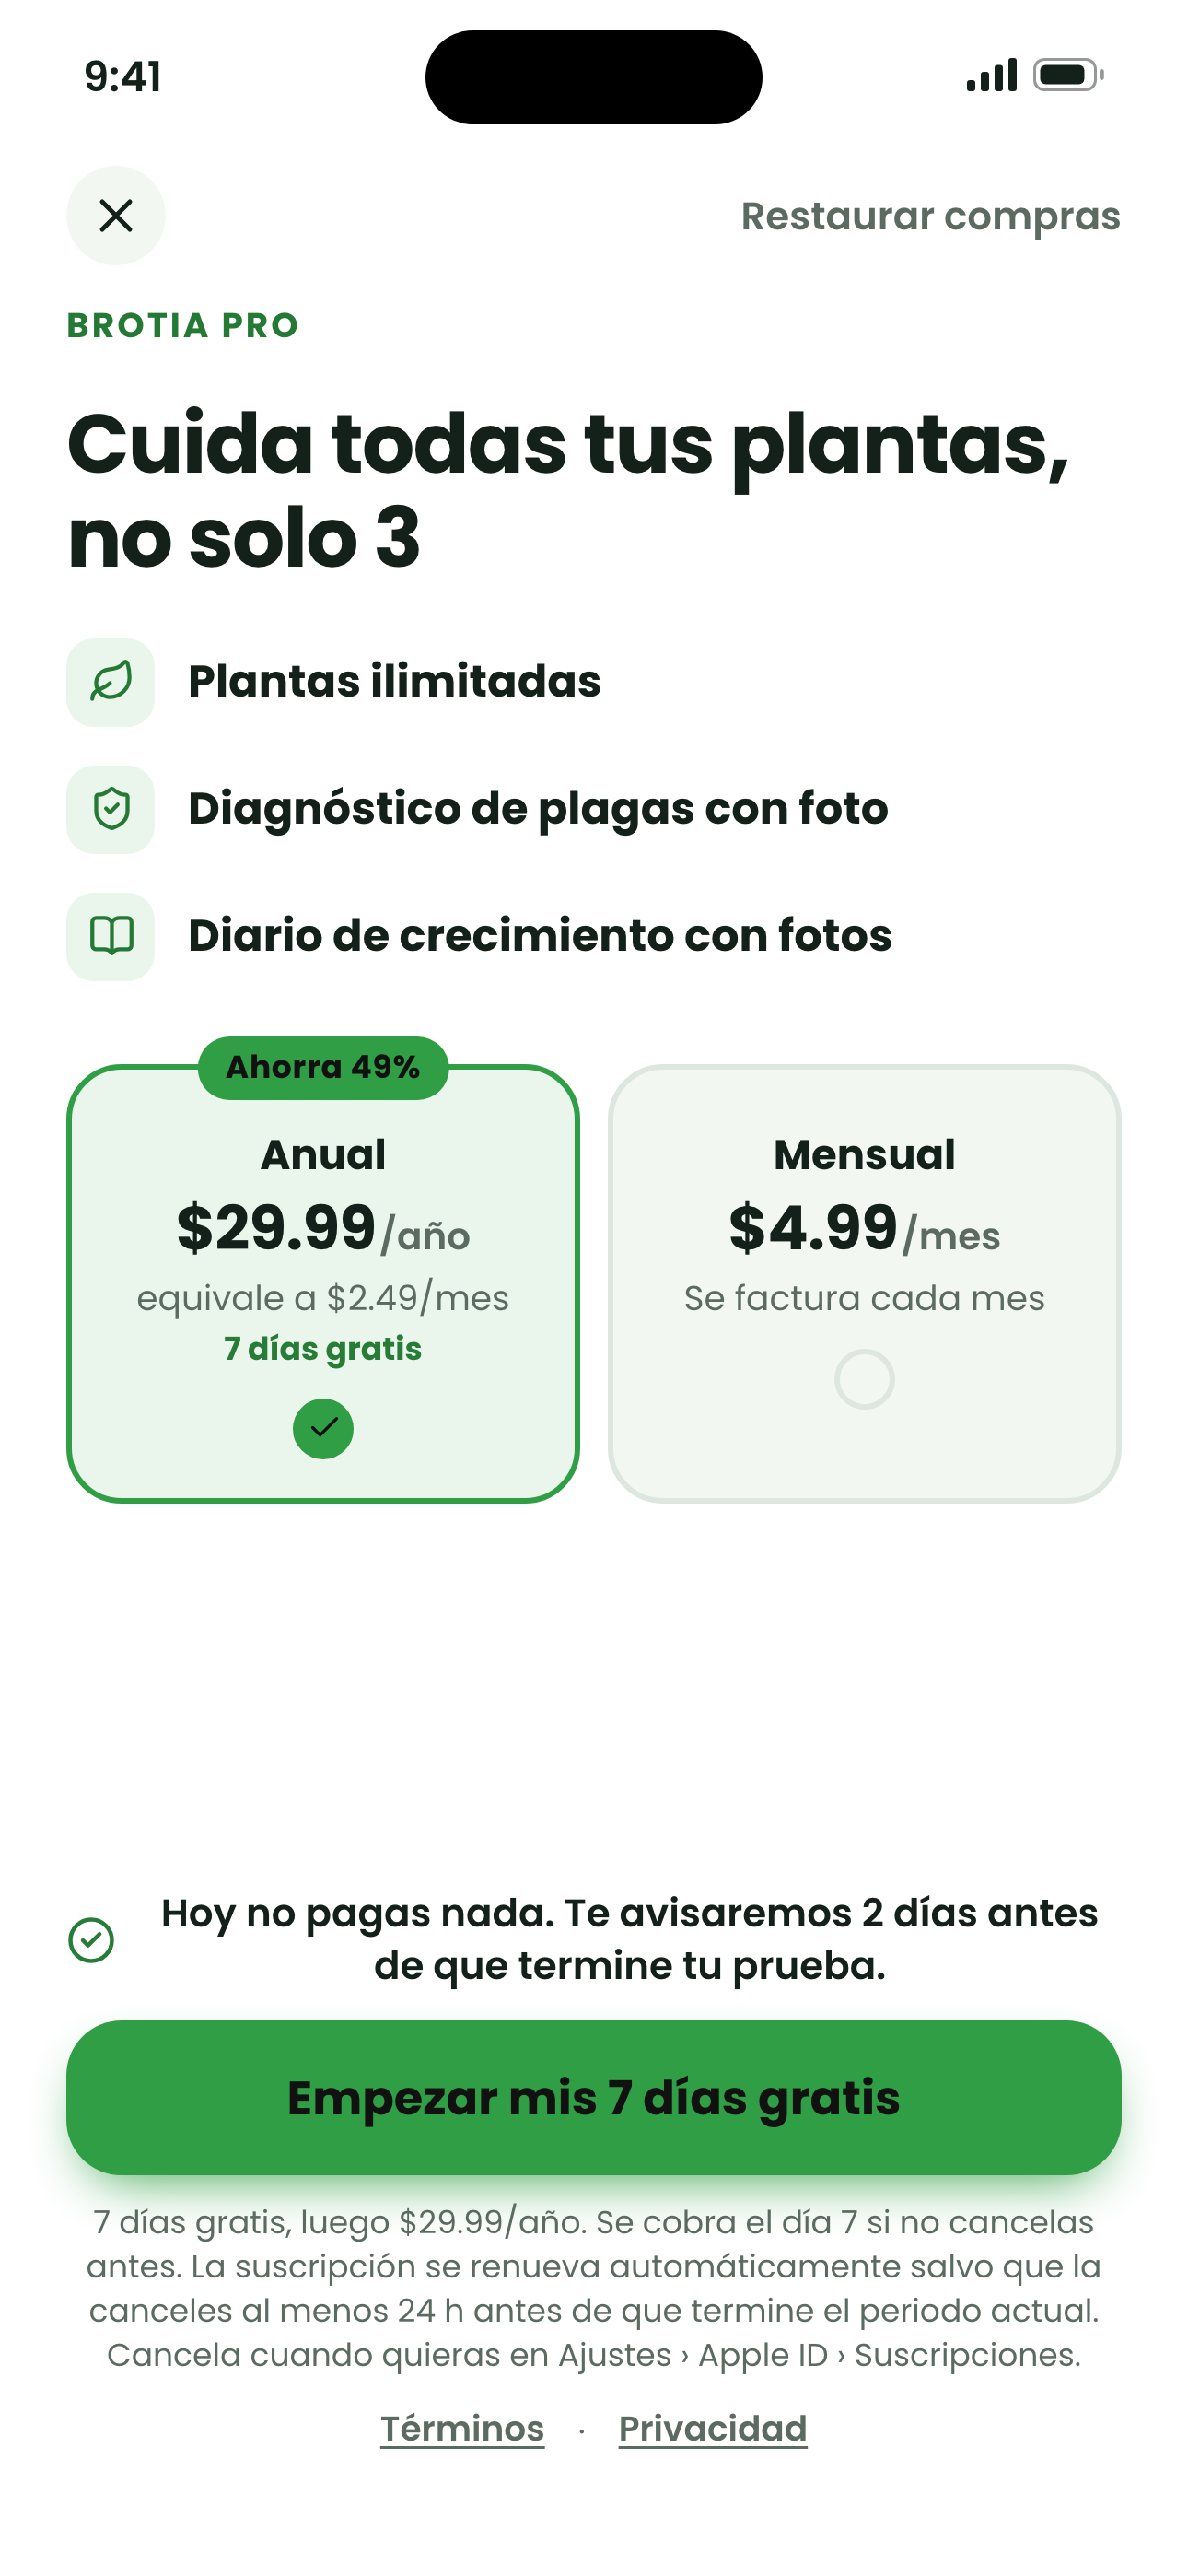 9:41
Restaurar compras
BROTIA PRO
Cuida todas tus plantas,
no solo 3
Plantas ilimitadas
Diagnóstico de plagas con foto
Diario de crecimiento con fotos
Ahorra 49%
Anual
$29.99/año
equivale a $2.49/mes
7 días gratis
Mensual
$4.99/mes
Se factura cada mes
Hoy no pagas nada. Te avisaremos 2 días antes
de que termine tu prueba.
Empezar mis 7 días gratis
7 días gratis, luego $29.99/año. Se cobra el día 7 si no cancelas
antes. La suscripción se renueva automáticamente salvo que la
canceles al menos 24 h antes de que termine el periodo actual.
Cancela cuando quieras en Ajustes › Apple ID › Suscripciones.
Términos · Privacidad